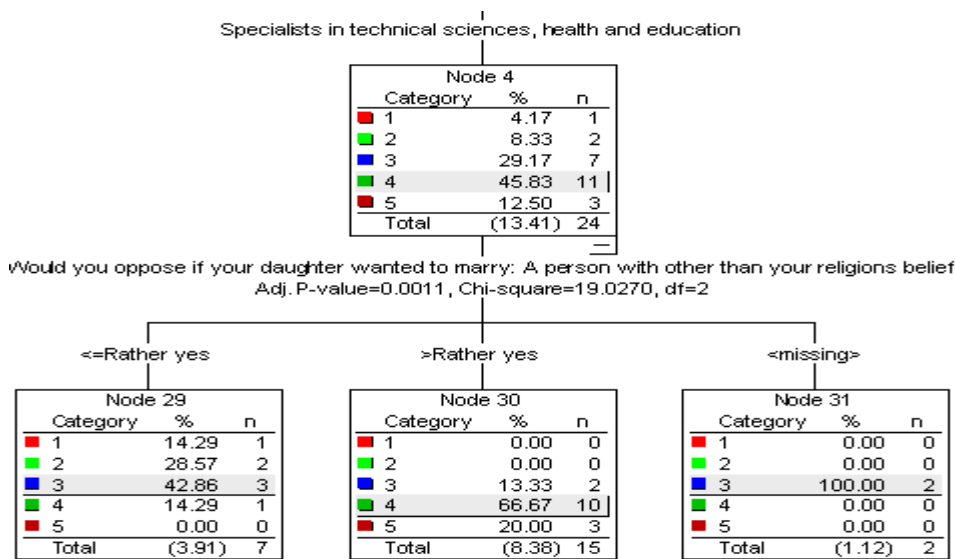 Specialists in technical sciences, health and education
Node 4
Category % n
1 4.17 1
2 8.33 2
3 29.17 7
4 45.83 11
5 12.50 3
Total (13.41) 24
Would you oppose if your daughter wanted to marry: A person with other than your religions belief
Adj. P-value=0.0011, Chi-square=19.0270, df=2
<=Rather yes
>Rather yes
<missing>
Node 29
Category % n
1 14.29 1
2 28.57 2
3 42.86 3
4 14.29 1
5 0.00 0
Total (3.91) 7
Node 30
Category % n
1 0.00 0
2 0.00 0
3 13.33 2
4 66.67 10
5 20.00 3
Total (8.38) 15
Node 31
Category % n
1 0.00 0
2 0.00 0
3 100.00 2
4 0.00 0
5 0.00 0
Total (1.12) 2